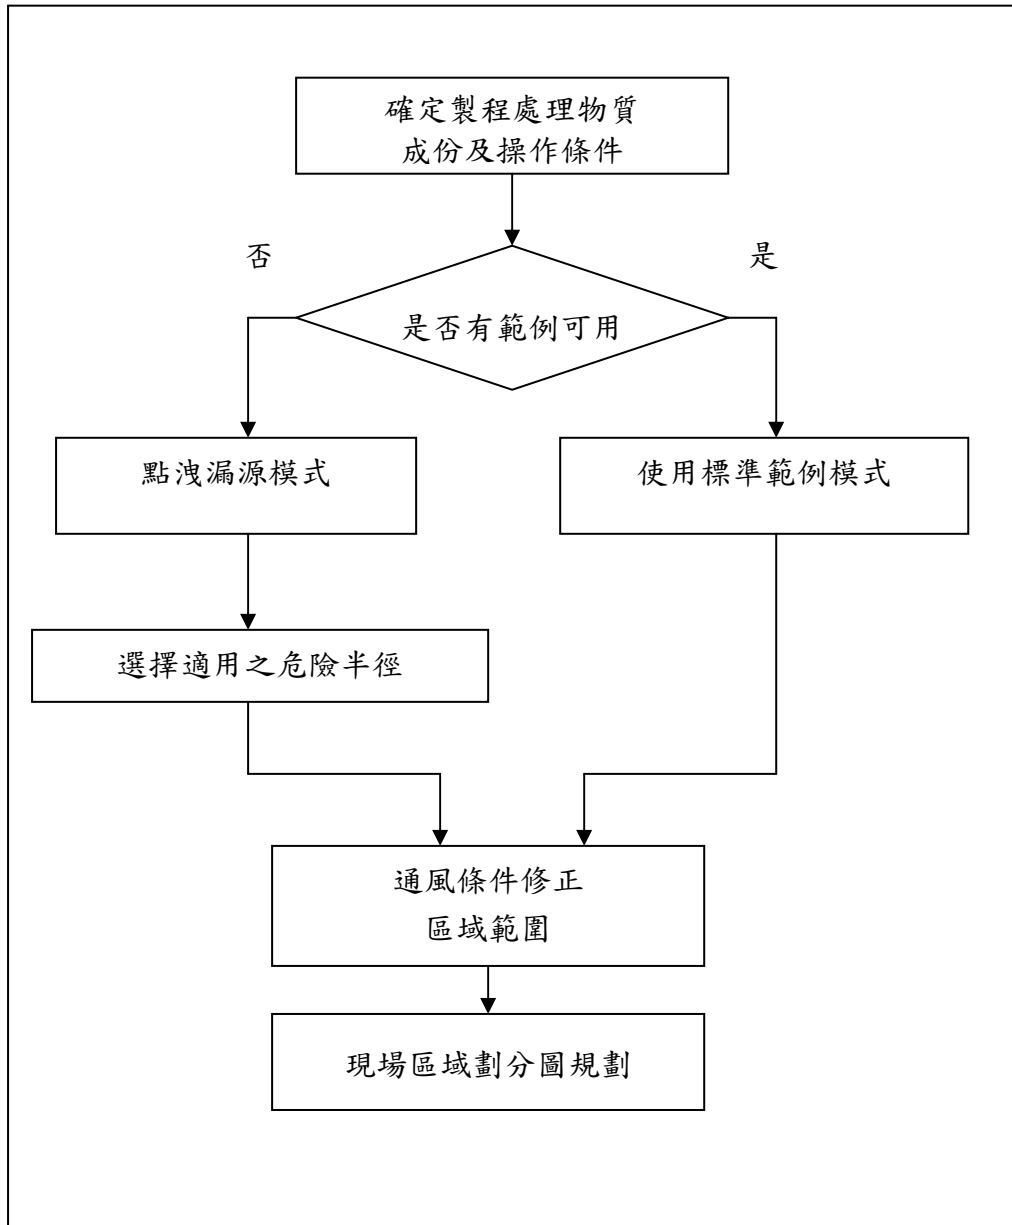 確定製程處理物質
成份及操作條件
否
是
是否有範例可用
點洩漏源模式
使用標準範例模式
選擇適用之危險半徑
通風條件修正
區域範圍
現場區域劃分圖規劃